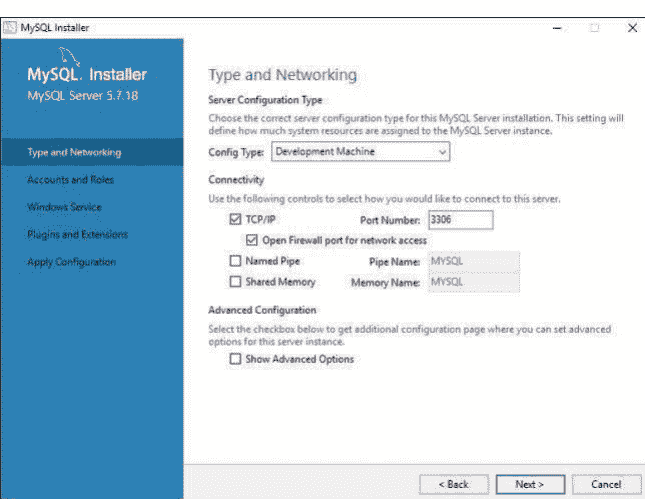 MySQL Installer
MySQL. Installer
MySQL Server 5.7.18
Type and Networking
Accounts and Roles
Windows Service
Plugins and Extensions
Apply Configuration
Type and Networking
Server Configuration Type
Choose the correct server configuration type for this MySQL Server installation. This setting will
define how much system resources are assigned to the MySQL Server instance.
Config Type: Development Machine
Connectivity
Use the following controls to select how you would like to connect to this server.
TCP/IP Port Number: 3306
Open Firewall port for network access
Named Pipe Pipe Name: MYSQL
Shared Memory Memory Name: MYSQL
Advanced Configuration
Select the checkbox below to get additional configuration page where you can set advanced
options for this server instance.
Show Advanced Options
< Back Next > Cancel